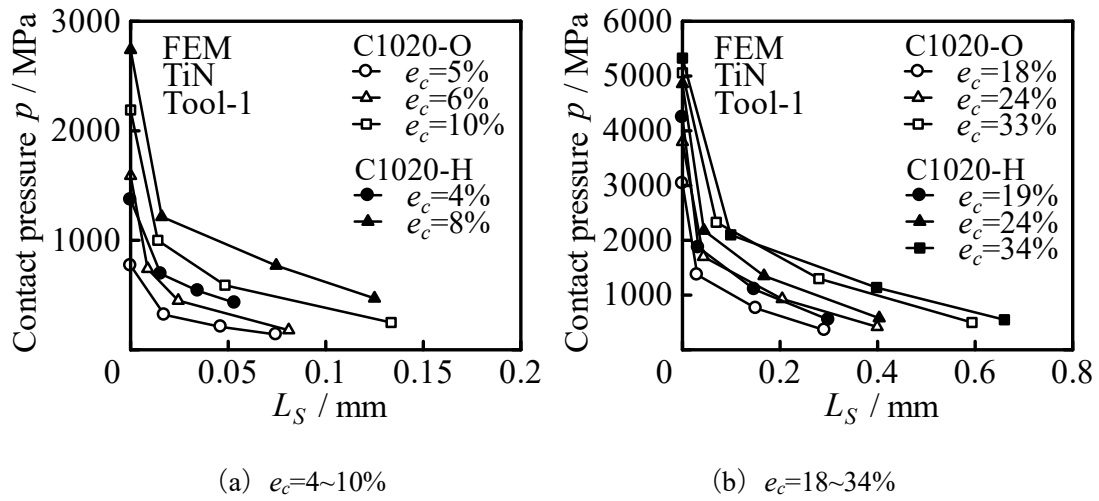 3000
2000
1000
Contact pressure p / MPa
FEM
TiN
Tool-1
C1020-O
e_c=5%
e_c=6%
e_c=10%
C1020-H
e_c=4%
e_c=8%
0
0.05
0.1
0.15
0.2
L_S / mm
(a) e_c=4~10%
6000
5000
4000
3000
2000
1000
Contact pressure p / MPa
FEM
TiN
Tool-1
C1020-O
e_c=18%
e_c=24%
e_c=33%
C1020-H
e_c=19%
e_c=24%
e_c=34%
0
0.2
0.4
0.6
0.8
L_S / mm
(b) e_c=18~34%